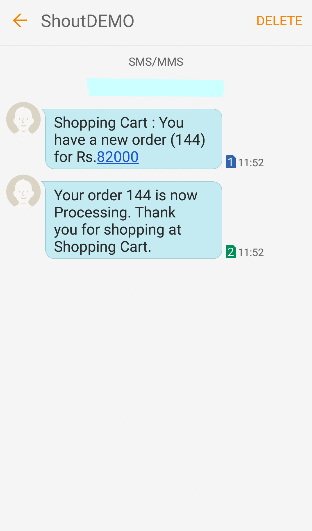 ShoutDEMO
DELETE
SMS/MMS
Shopping Cart : You
have a new order (144)
for Rs.82000
1 11:52
Your order 144 is now
Processing. Thank
you for shopping at
Shopping Cart.
2 11:52